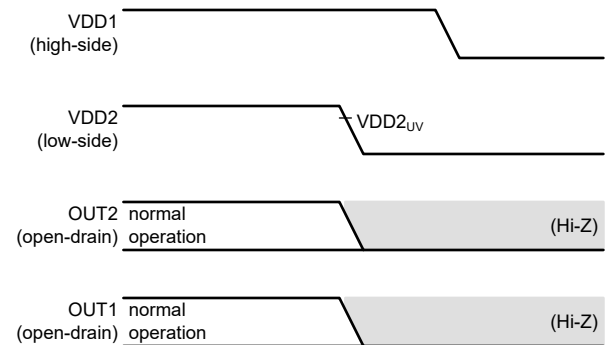 VDD1
(high-side)
VDD2
(low-side)
VDD2UV
OUT2
(open-drain)
normal
operation
(Hi-Z)
OUT1
(open-drain)
normal
operation
(Hi-Z)